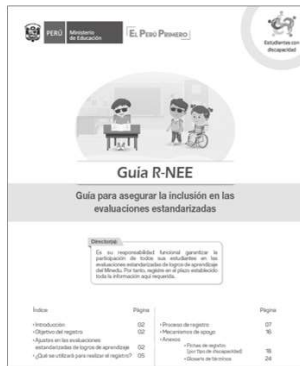 PERÚ
Ministerio
de Educación
EL PERÚ PRIMERO
Estudiantes con
discapacidad
Guía R-NEE
Guía para asegurar la inclusión en las
evaluaciones estandarizadas
Director(a)
Es su responsabilidad funcional garantizar la
participación de todos sus estudiantes en las
evaluaciones estandarizadas de logros de aprendizaje
del Minedu. Por tanto, registre en el plazo establecido
toda la información aquí requerida.
Índice Página
• Introducción 02
• Objetivo del registro 02
• Ajustes en las evaluaciones
estandarizadas de logros de aprendizaje 02
• ¿Qué se utilizará para realizar el registro? 05
Página
• Proceso de registro 07
• Mecanismos de apoyo 16
• Anexos
• Fichas de registro
(por tipo de discapacidad) 18
• Glosario de términos 24